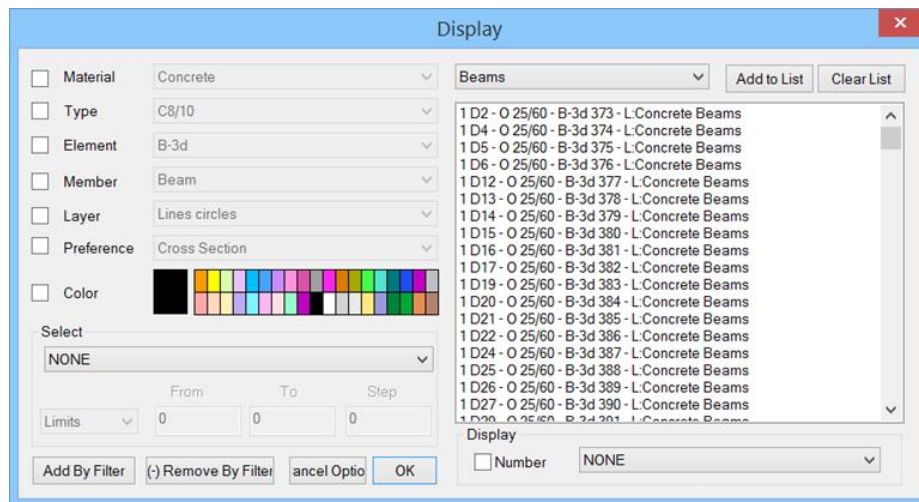 Display
x
Material Concrete
Type C8/10
Element B-3d
Member Beam
Layer Lines circles
Preference Cross Section
Color
Select
NONE
From To Step
Limits 0 0 0
Add By Filter (-) Remove By Filter ancel Optio OK
Beams Add to List Clear List
1 D2 - O 25/60 - B-3d 373 - L:Concrete Beams
1 D4 - O 25/60 - B-3d 374 - L:Concrete Beams
1 D5 - O 25/60 - B-3d 375 - L:Concrete Beams
1 D6 - O 25/60 - B-3d 376 - L:Concrete Beams
1 D12 - O 25/60 - B-3d 377 - L:Concrete Beams
1 D13 - O 25/60 - B-3d 378 - L:Concrete Beams
1 D14 - O 25/60 - B-3d 379 - L:Concrete Beams
1 D15 - O 25/60 - B-3d 380 - L:Concrete Beams
1 D16 - O 25/60 - B-3d 381 - L:Concrete Beams
1 D17 - O 25/60 - B-3d 382 - L:Concrete Beams
1 D19 - O 25/60 - B-3d 383 - L:Concrete Beams
1 D20 - O 25/60 - B-3d 384 - L:Concrete Beams
1 D21 - O 25/60 - B-3d 385 - L:Concrete Beams
1 D22 - O 25/60 - B-3d 386 - L:Concrete Beams
1 D24 - O 25/60 - B-3d 387 - L:Concrete Beams
1 D25 - O 25/60 - B-3d 388 - L:Concrete Beams
1 D26 - O 25/60 - B-3d 389 - L:Concrete Beams
1 D27 - O 25/60 - B-3d 390 - L:Concrete Beams
Display
Number NONE